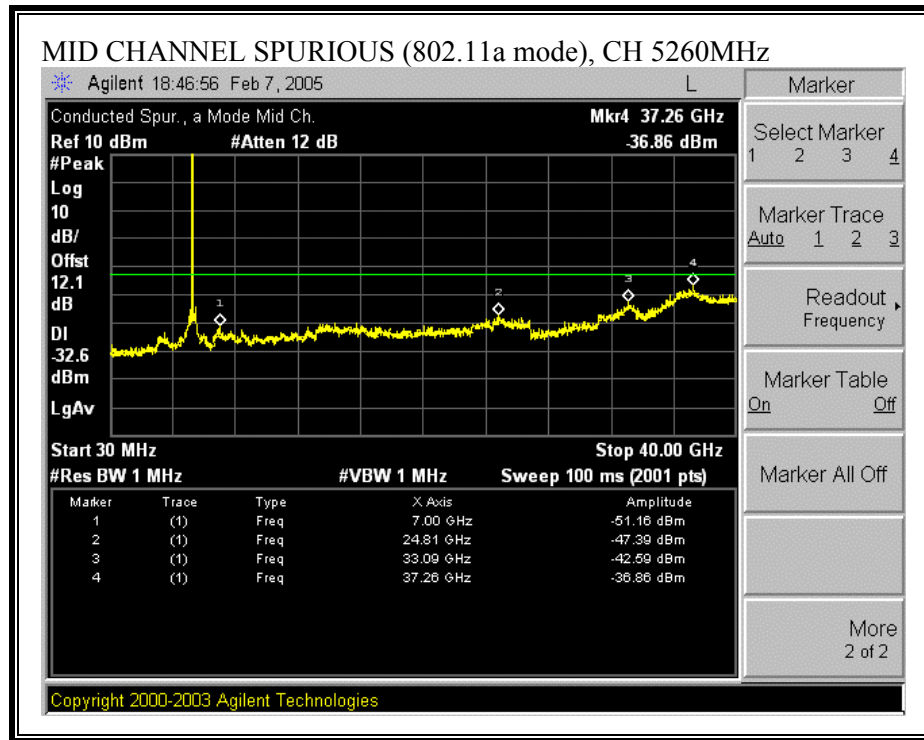 MID CHANNEL SPURIOUS (802.11a mode), CH 5260MHz
Agilent 18:46:56 Feb 7, 2005 L
Conducted Spur., a Mode Mid Ch. Mkr4 37.26 GHz
Ref 10 dBm #Atten 12 dB -36.86 dBm
#Peak
Log
10
dB/
Offst
12.1
dB
DI
-32.6
dBm
LgAv
1
2
3
4
Start 30 MHz Stop 40.00 GHz
#Res BW 1 MHz #VBW 1 MHz Sweep 100 ms (2001 pts)
Marker Trace Type X Axis Amplitude
1 (1) Freq 7.00 GHz -51.16 dBm
2 (1) Freq 24.81 GHz -47.39 dBm
3 (1) Freq 33.09 GHz -42.59 dBm
4 (1) Freq 37.26 GHz -36.86 dBm
Copyright 2000-2003 Agilent Technologies
Marker
Select Marker
1 2 3 4
Marker Trace
Auto 1 2 3
Readout
Frequency
Marker Table
On Off
Marker All Off
More
2 of 2